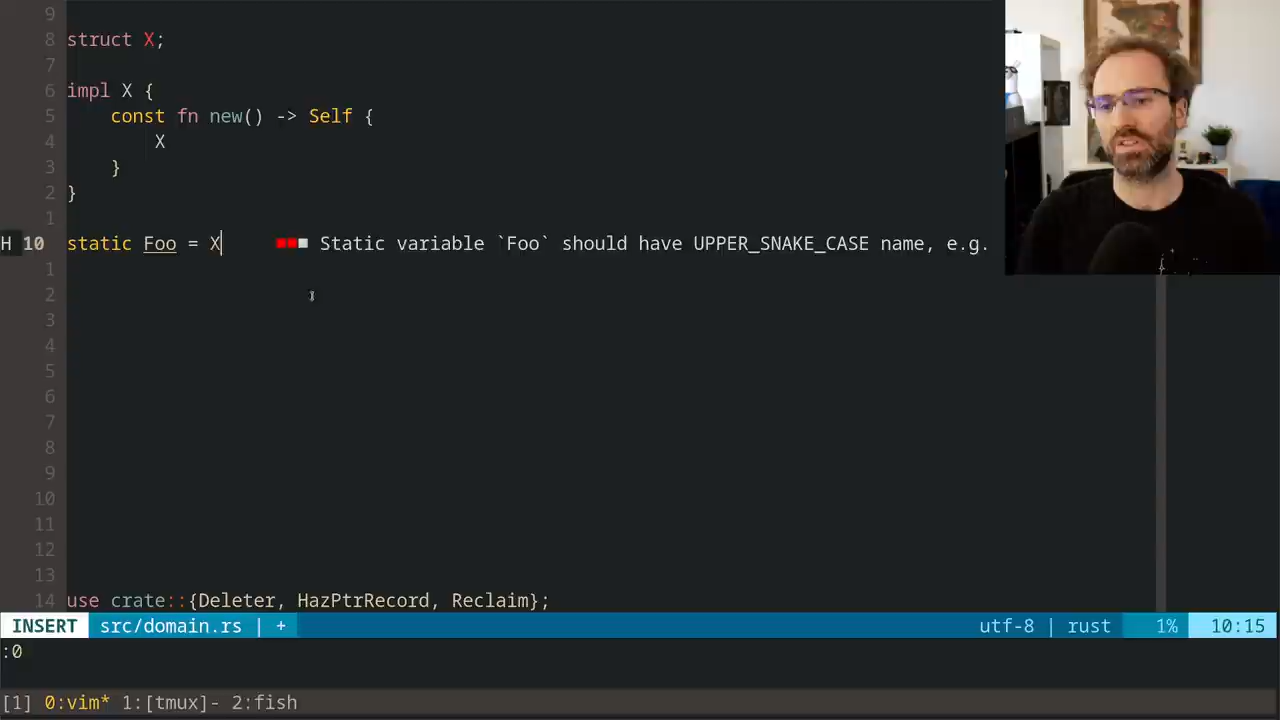 9
8 struct X;
7
6 impl X {
5     const fn new() -> Self {
4         X
3     }
2 }
1
H 10 static Foo = X ■■■ Static variable `Foo` should have UPPER_SNAKE_CASE name, e.g.
1
2
3
4
5
6
7
8
9
10
11
12
13
14 use crate::{Deleter, HazPtrRecord, Reclaim};
INSERT src/domain.rs | + utf-8 | rust 1% 10:15
:0
[1] 0:vim* 1:[tmux]- 2:fish